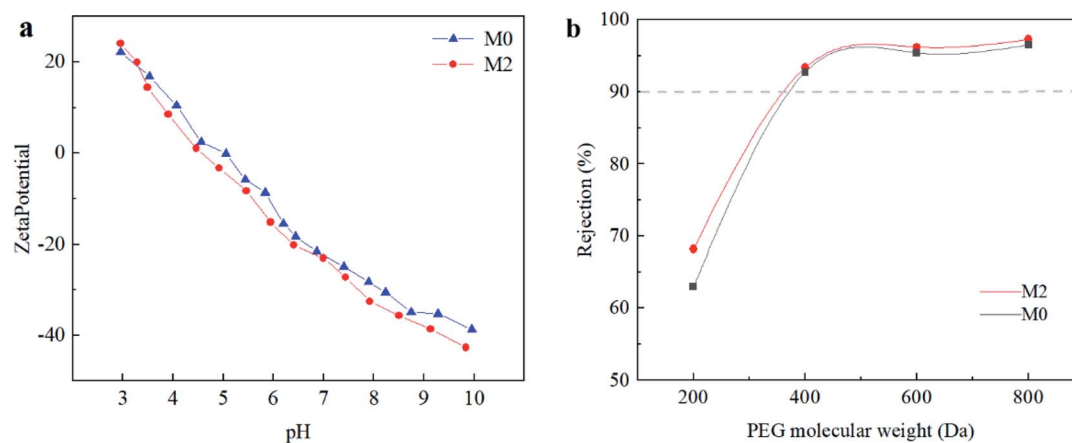 a
M0
M2
20
0
-20
-40
ZetaPotential
3 4 5 6 7 8 9 10
pH
b
100
90
80
70
60
50
Rejection (%)
M2
M0
200 400 600 800
PEG molecular weight (Da)